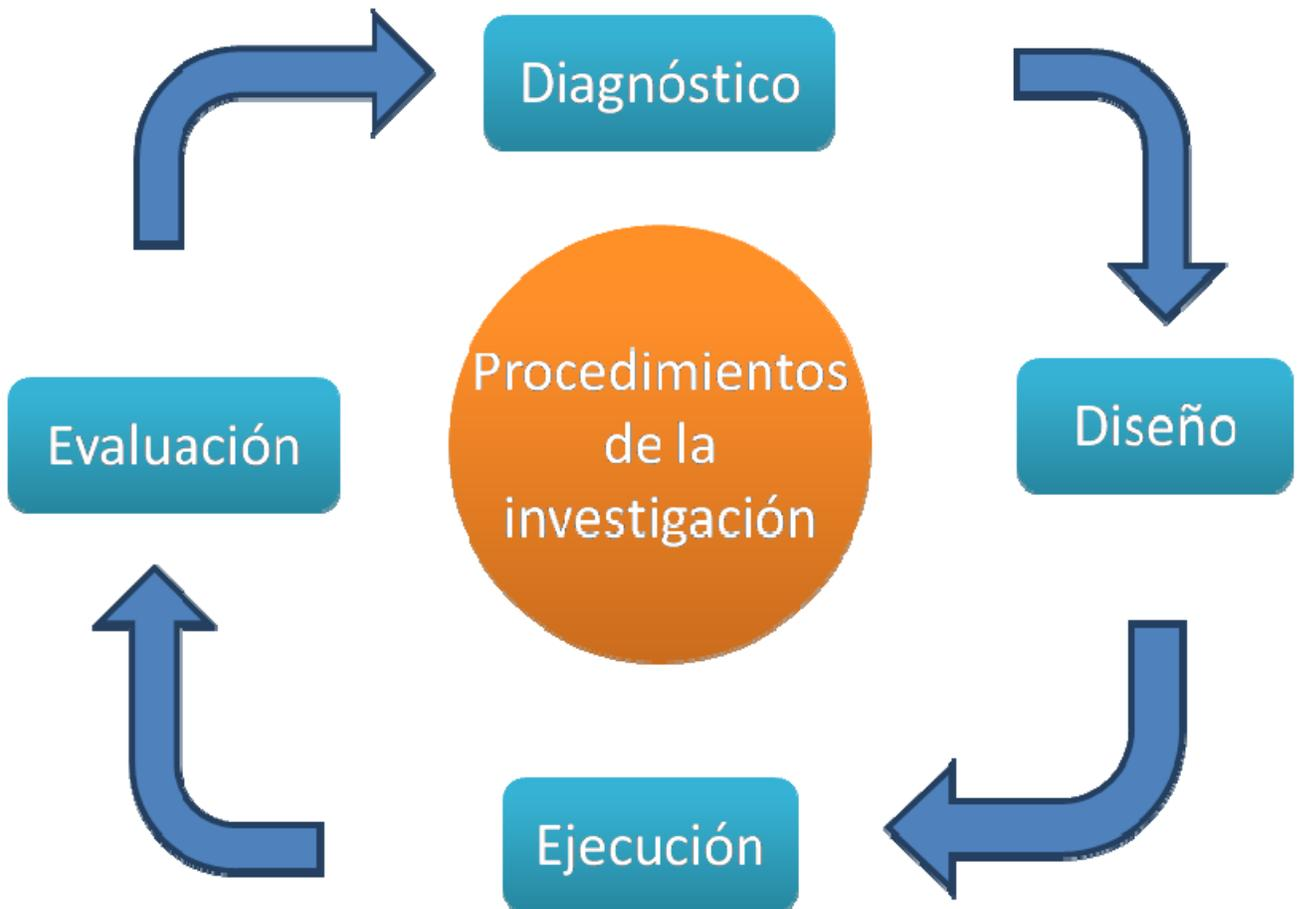 Diagnóstico
Procedimientos
de la
investigación
Diseño
Evaluación
Ejecución